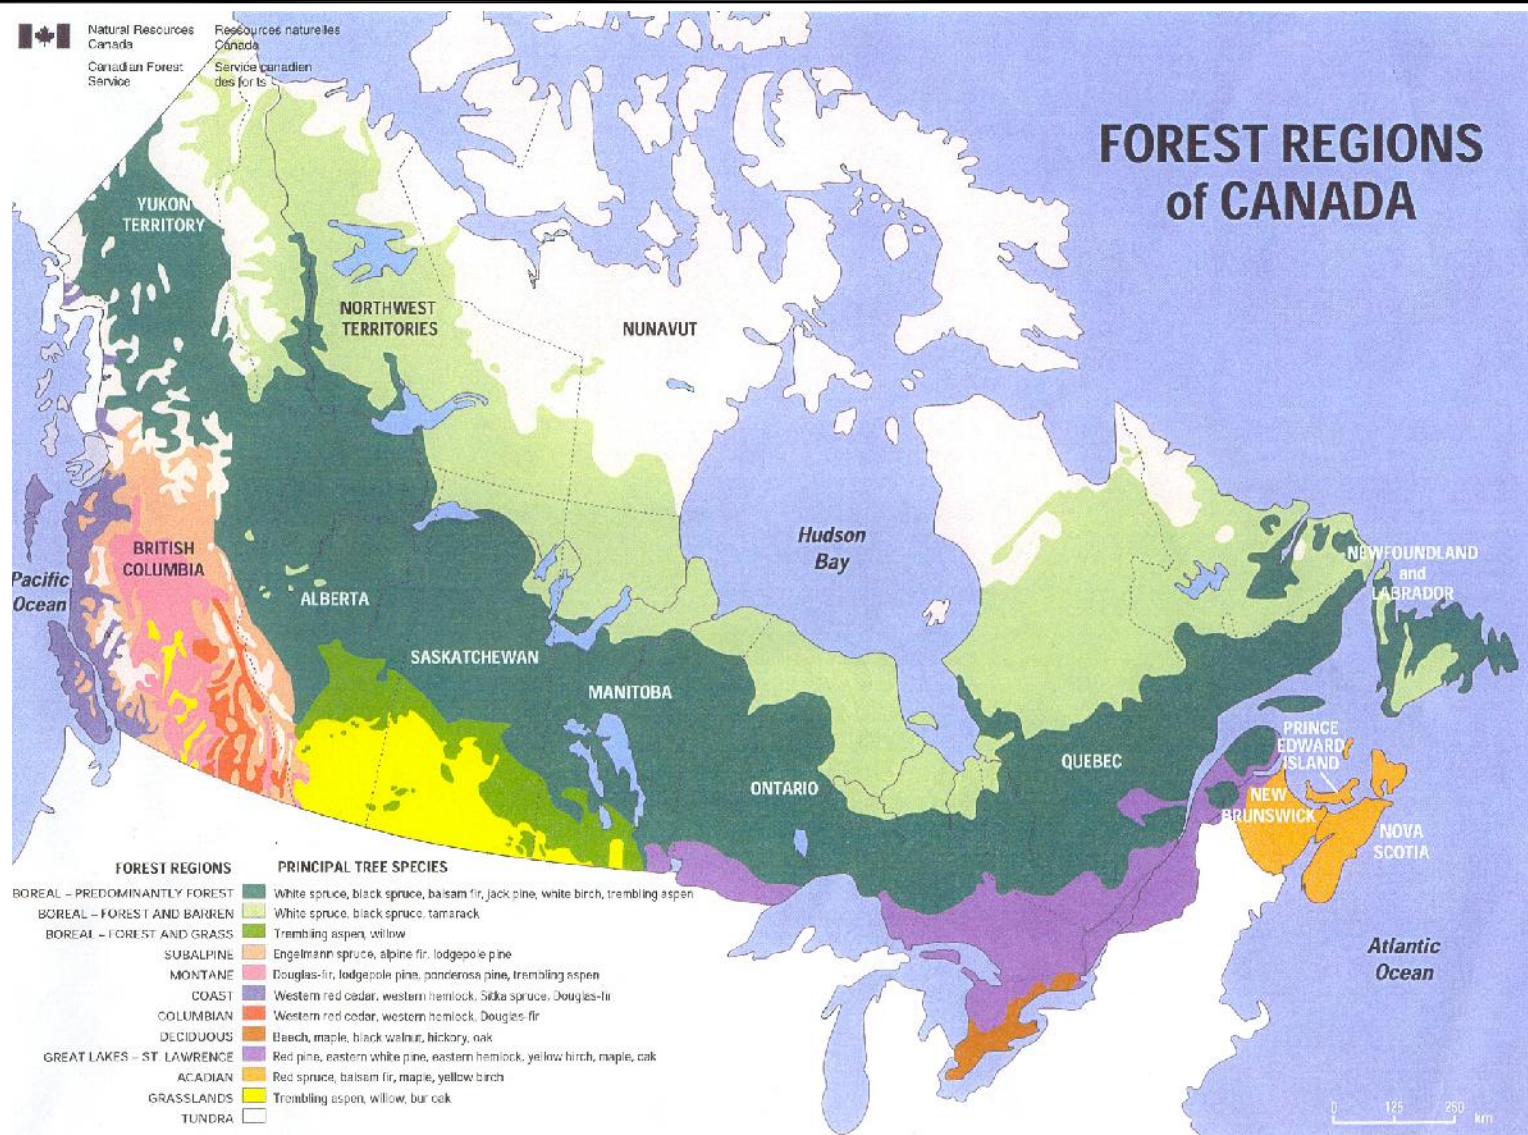 Natural Resources
Canada
Ressources naturelles
Canada
Canadian Forest
Service
Service canadien
des for ts
FOREST REGIONS
of CANADA
YUKON
TERRITORY
NORTHWEST
TERRITORIES
NUNAVUT
BRITISH
COLUMBIA
Pacific
Ocean
ALBERTA
SASKATCHEWAN
MANITOBA
Hudson
Bay
NEWFOUNDLAND
and
LABRADOR
ONTARIO
QUEBEC
PRINCE
EDWARD
ISLAND
NEW
BRUNSWICK
NOVA
SCOTIA
Atlantic
Ocean
FOREST REGIONS PRINCIPAL TREE SPECIES
BOREAL – PREDOMINANTLY FOREST White spruce, black spruce, balsam fir, jack pine, white birch, trembling aspen
BOREAL – FOREST AND BARREN White spruce, black spruce, tamarack
BOREAL – FOREST AND GRASS Trembling aspen, willow
SUBALPINE Engelmann spruce, alpine fir, lodgepole pine
MONTANE Douglas-fir, lodgepole pine, ponderosa pine, trembling aspen
COAST Western red cedar, western hemlock, Sitka spruce, Douglas-fir
COLUMBIAN Western red cedar, western hemlock, Douglas-fir
DECIDUOUS Beech, maple, black walnut, hickory, oak
GREAT LAKES – ST. LAWRENCE Red pine, eastern white pine, eastern hemlock, yellow birch, maple, oak
ACADIAN Red spruce, balsam fir, maple, yellow birch
GRASSLANDS Trembling aspen, willow, bur oak
TUNDRA
0 125 250
km